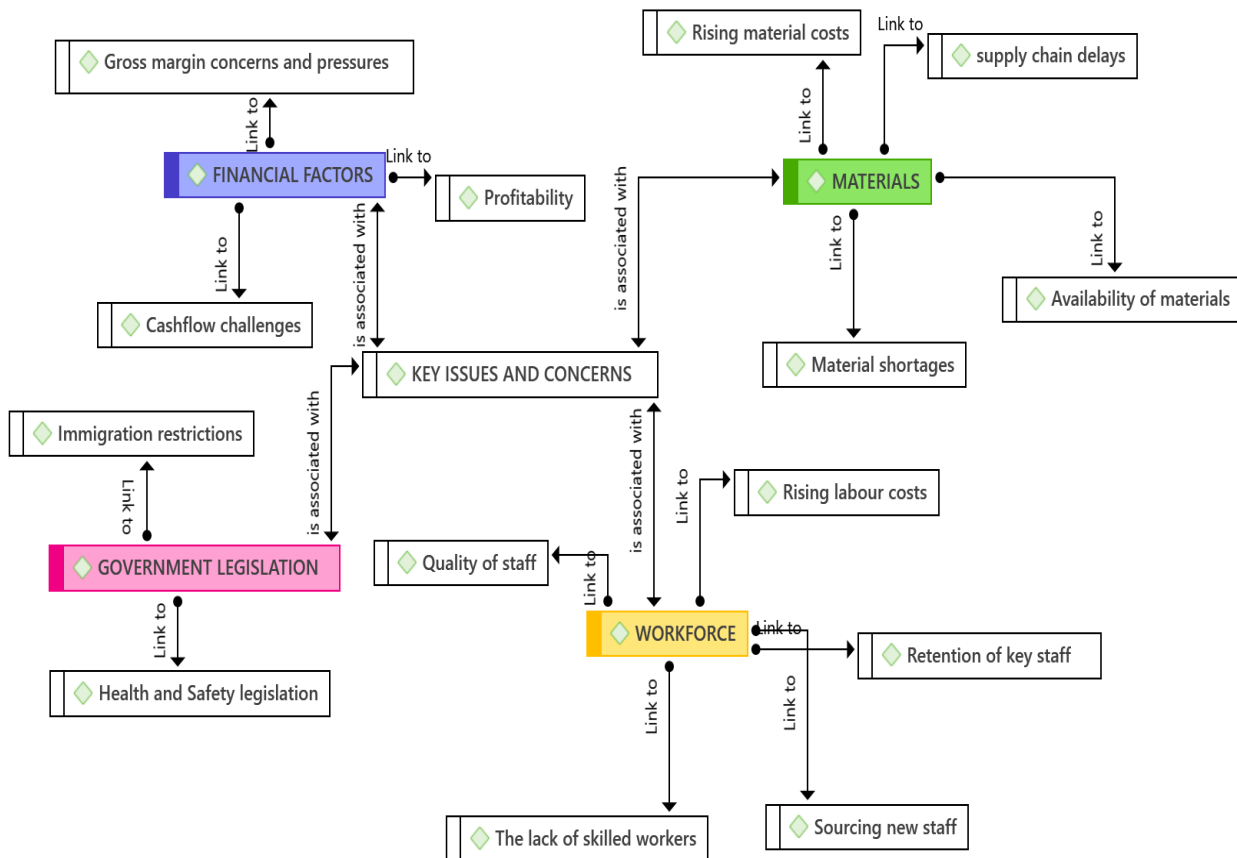 Rising material costs
Link to
supply chain delays
Gross margin concerns and pressures
Link to
Link to
Link to
FINANCIAL FACTORS
MATERIALS
Profitability
is associated with
is associated with
Link to
Link to
Link to
Availability of materials
Cashflow challenges
Material shortages
KEY ISSUES AND CONCERNS
Immigration restrictions
is associated with
is associated with
Link to
Link to
Rising labour costs
Quality of staff
GOVERNMENT LEGISLATION
Link to
WORKFORCE
Link to
Link to
Retention of key staff
Health and Safety legislation
Link to
Link to
The lack of skilled workers
Sourcing new staff